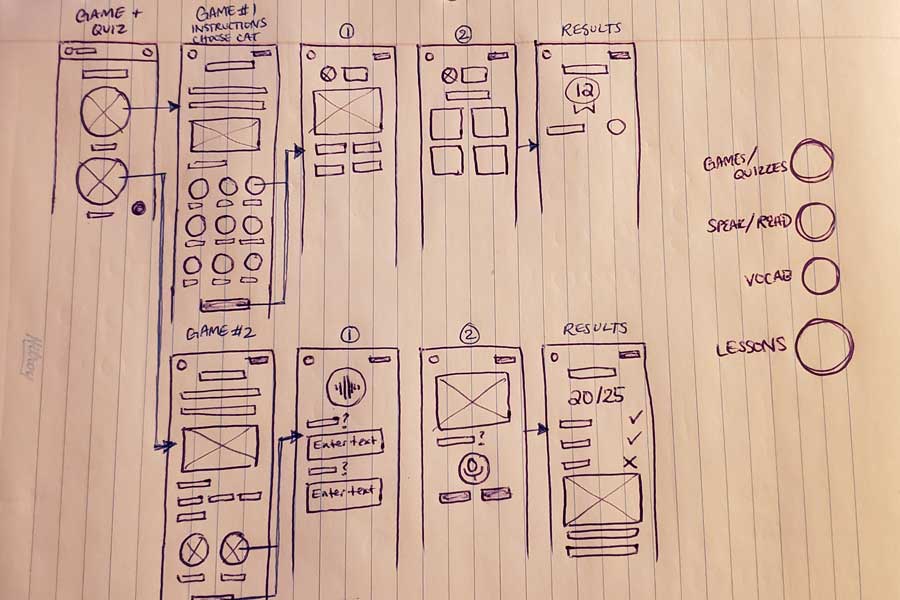 GAME +
QUIZ
GAME #1
INSTRUCTIONS
CHOOSE CAT
1
2
RESULTS
12
GAMES/
QUIZZES
SPEAK/READ
VOCAB
LESSONS
GAME #2
1
2
RESULTS
?
Enter text
?
Enter text
?
20/25
✓
✓
X
Hilroy